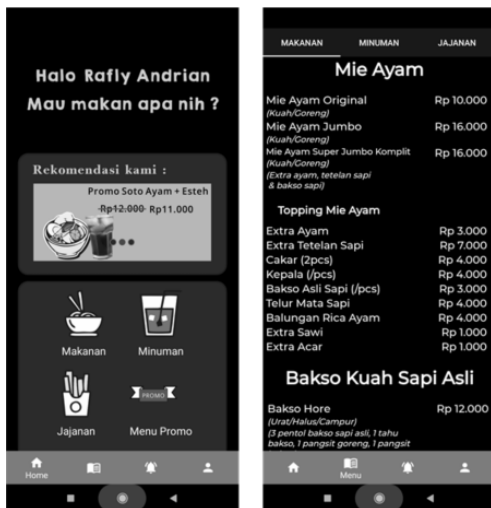 Halo Rafly Andrian
Mau makan apa nih ?
Rekomendasi kami :
Promo Soto Ayam + Esteh
Rp12.000 Rp11.000
Makanan Minuman
PROMO
Jajanan Menu Promo
Home
MAKANAN MINUMAN JAJANAN
Mie Ayam
Mie Ayam Original Rp 10.000
(Kuah/Goreng)
Mie Ayam Jumbo Rp 16.000
(Kuah/Goreng)
Mie Ayam Super Jumbo Komplit Rp 16.000
(Kuah/Goreng)
(Extra ayam, tetelan sapi
& bakso sapi)
Topping Mie Ayam
Extra Ayam Rp 3.000
Extra Tetelan Sapi Rp 7.000
Cakar (2pcs) Rp 4.000
Kepala (/pcs) Rp 4.000
Bakso Asli Sapi (/pcs) Rp 3.000
Telur Mata Sapi Rp 4.000
Balungan Rica Ayam Rp 4.000
Extra Sawi Rp 1.000
Extra Acar Rp 1.000
Bakso Kuah Sapi Asli
Bakso Hore Rp 12.000
(Urat/Halus/Campur)
(3 pentol bakso sapi asli, 1 tahu
bakso, 1 pangsit goreng, 1 pangsit
Menu